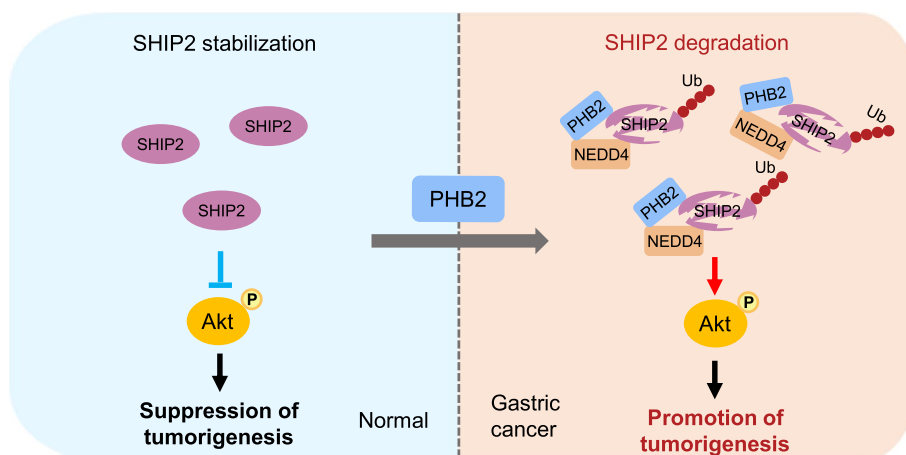 SHIP2 stabilization
SHIP2
SHIP2
SHIP2
Akt
P
Suppression of
tumorigenesis
Normal
PHB2
SHIP2 degradation
PHB2
SHIP2
NEDD4
Ub
PHB2
SHIP2
NEDD4
Ub
PHB2
SHIP2
NEDD4
Ub
Akt
P
Gastric
cancer
Promotion of
tumorigenesis